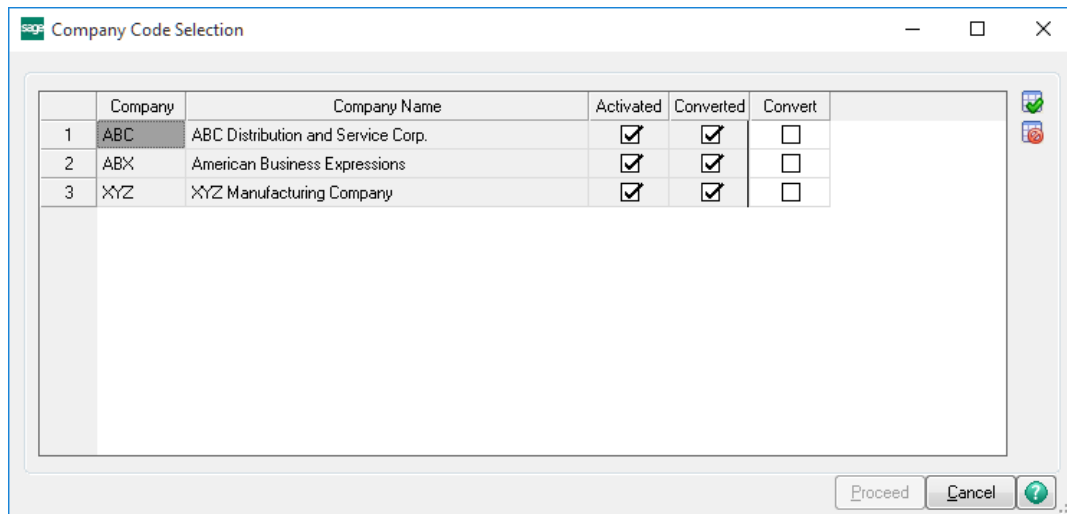 sage Company Code Selection
Company Company Name Activated Converted Convert
1 ABC ABC Distribution and Service Corp.
2 ABX American Business Expressions
3 XYZ XYZ Manufacturing Company
Proceed Cancel ?